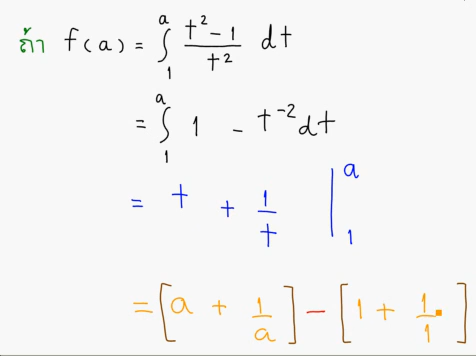 ถ้า f(a) = ∫₁ᵃ (t² - 1)/t² dt
= ∫₁ᵃ 1 - t⁻² dt
= t + 1/t |₁ᵃ
= [a + 1/a] - [1 + 1/1]